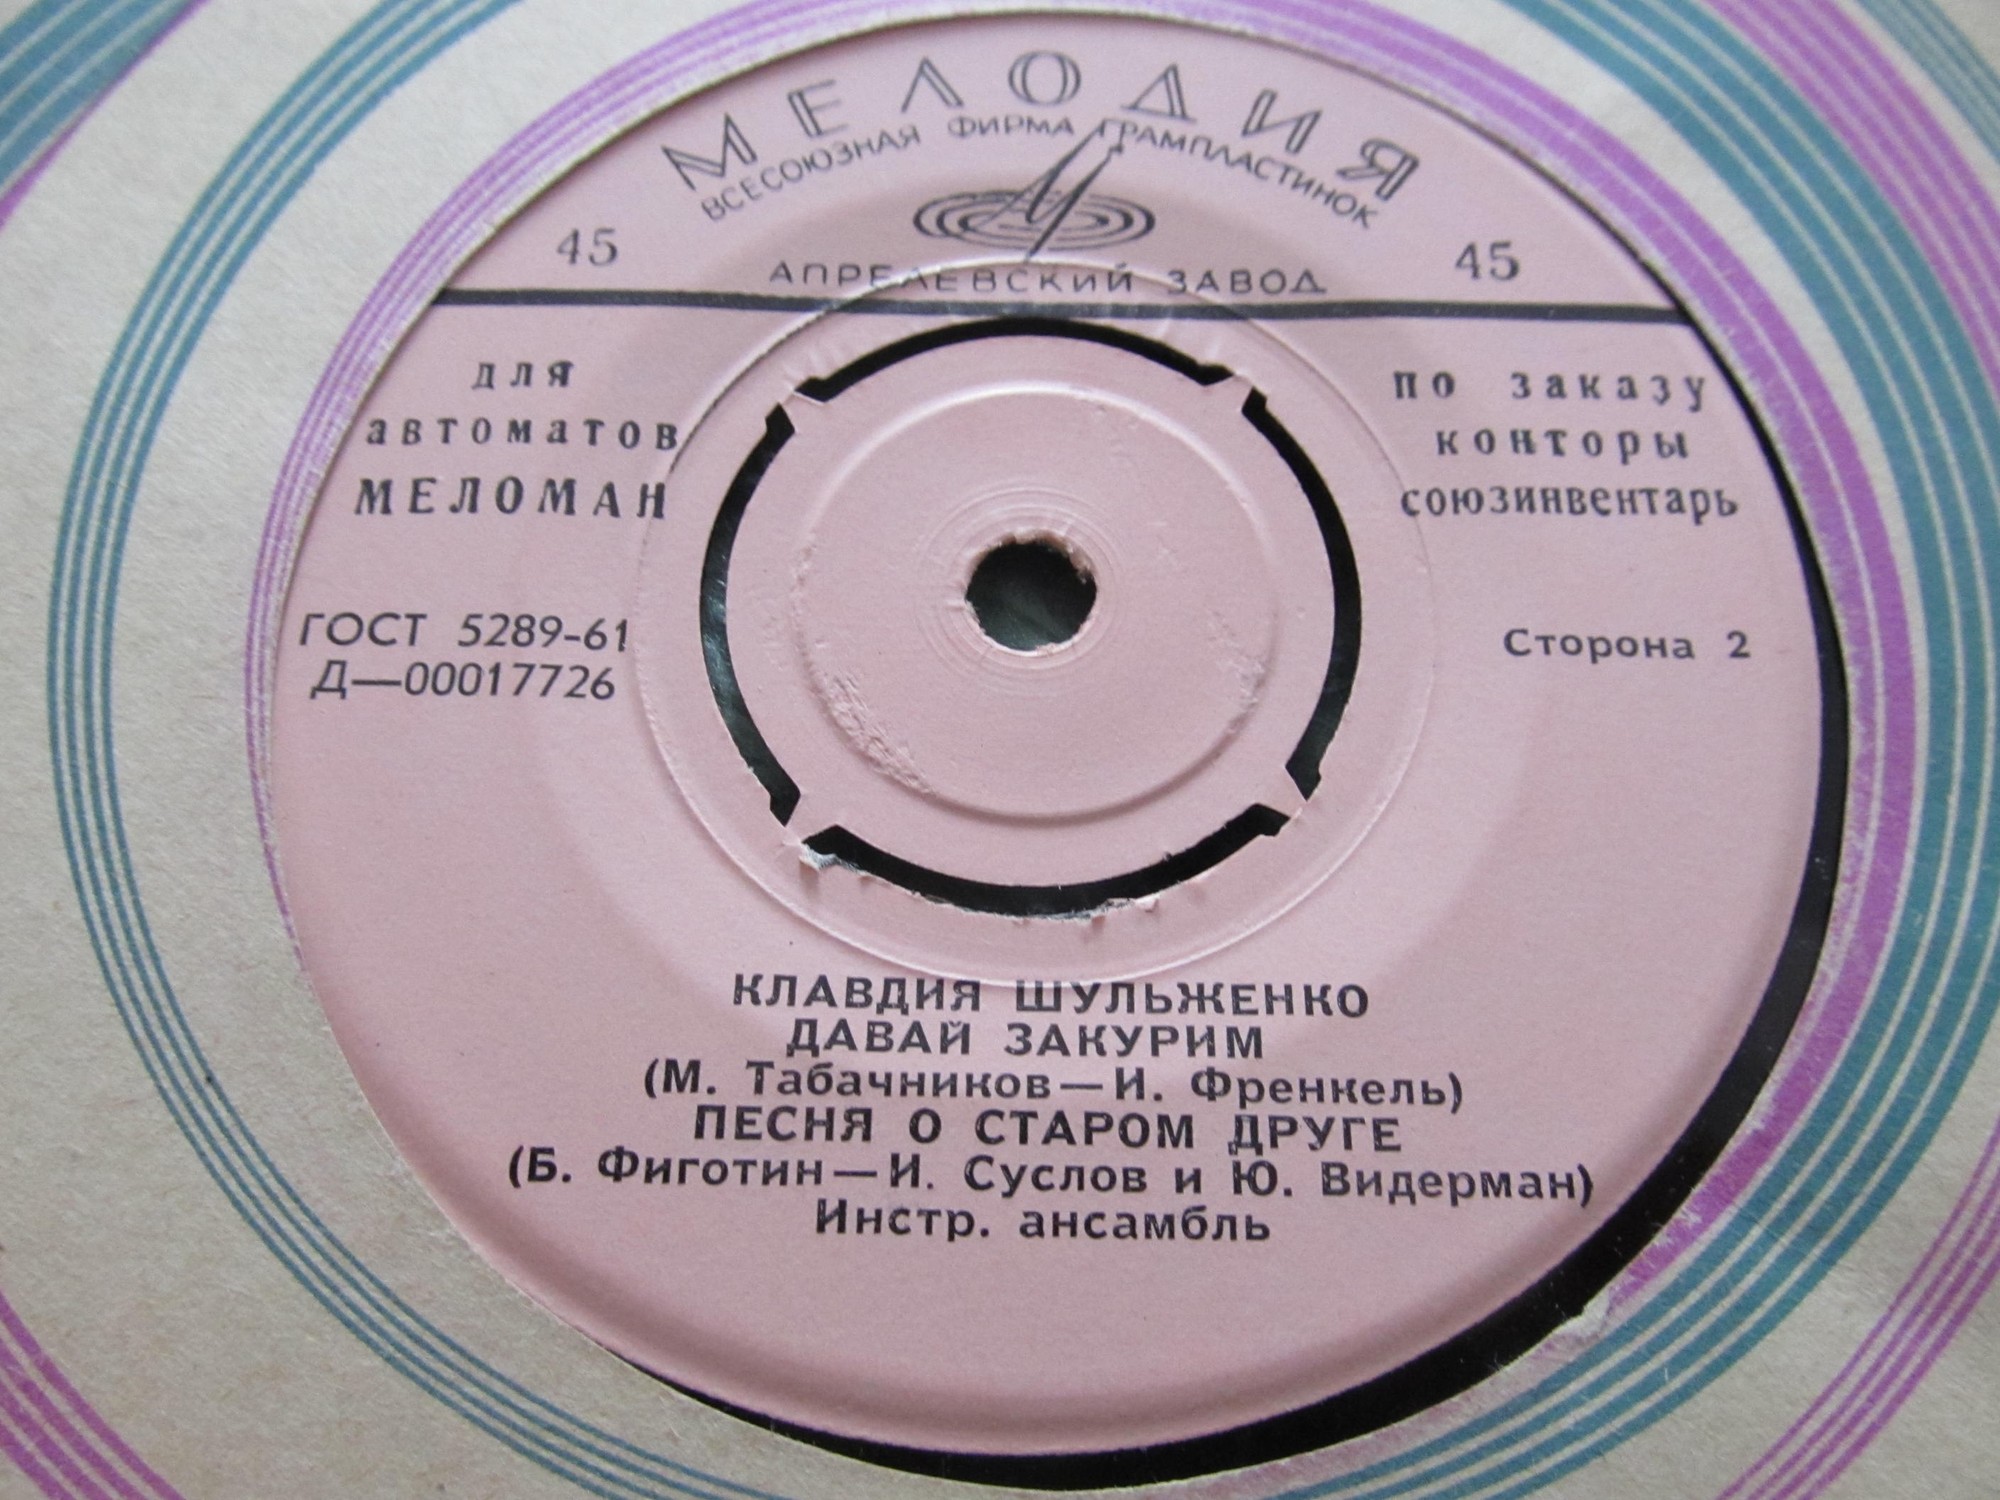 МЕЛОДИЯ
ВСЕСОЮЗНАЯ ФИРМА ГРАМПЛАСТИНОК
45
45
АПРЕЛЕВСКИЙ ЗАВОД
для
автоматов
МЕЛОМАН
по заказу
конторы
союзинвентарь
ГОСТ 5289-61
Д—00017726
Сторона 2
КЛАВДИЯ ШУЛЬЖЕНКО
ДАВАЙ ЗАКУРИМ
(М. Табачников—И. Френкель)
ПЕСНЯ О СТАРОМ ДРУГЕ
(Б. Фиготин—И. Суслов и Ю. Видерман)
Инстр. ансамбль